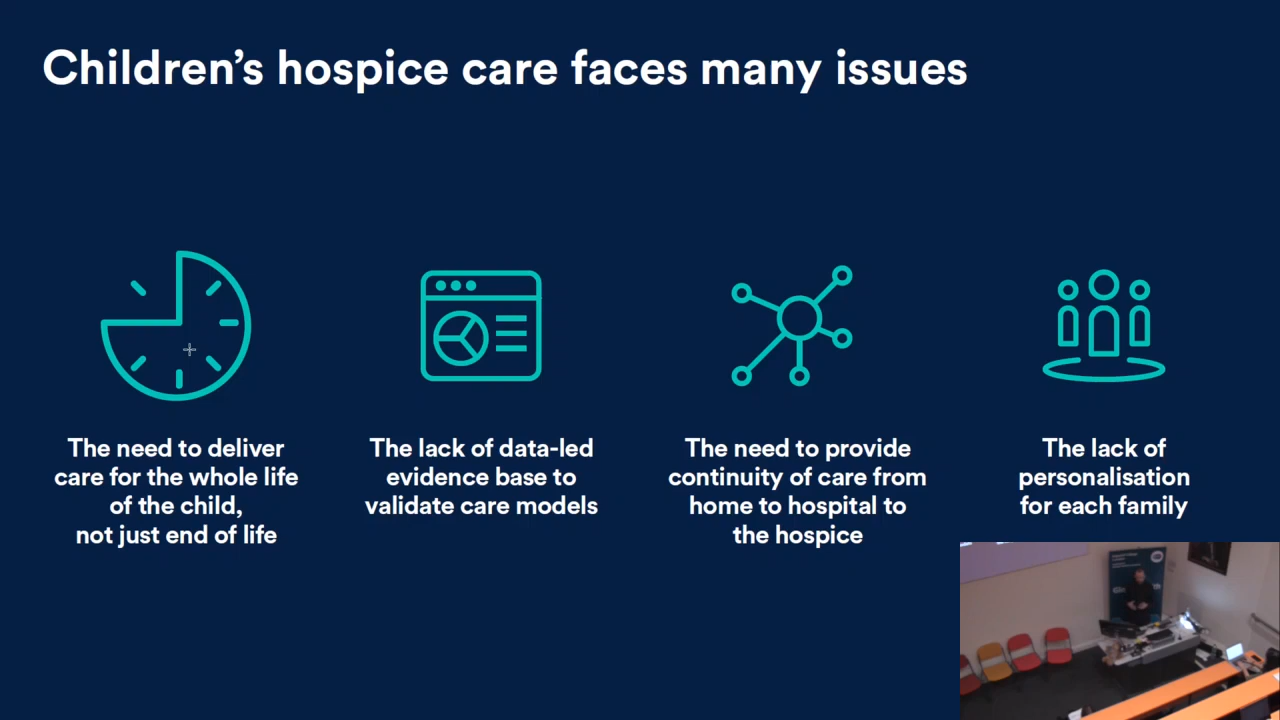 Children's hospice care faces many issues
The need to deliver
care for the whole life
of the child,
not just end of life
The lack of data-led
evidence base to
validate care models
The need to provide
continuity of care from
home to hospital to
the hospice
The lack of
personalisation
for each family